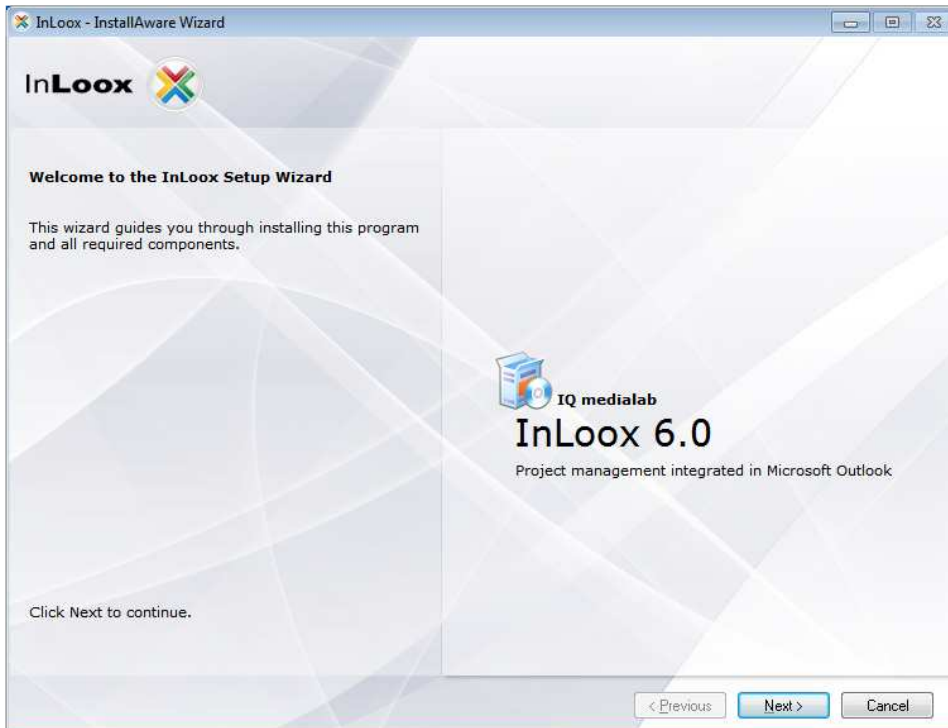 InLoox - InstallAware Wizard
InLoox
Welcome to the InLoox Setup Wizard
This wizard guides you through installing this program
and all required components.
IQ medialab
InLoox 6.0
Project management integrated in Microsoft Outlook
Click Next to continue.
< Previous
Next >
Cancel